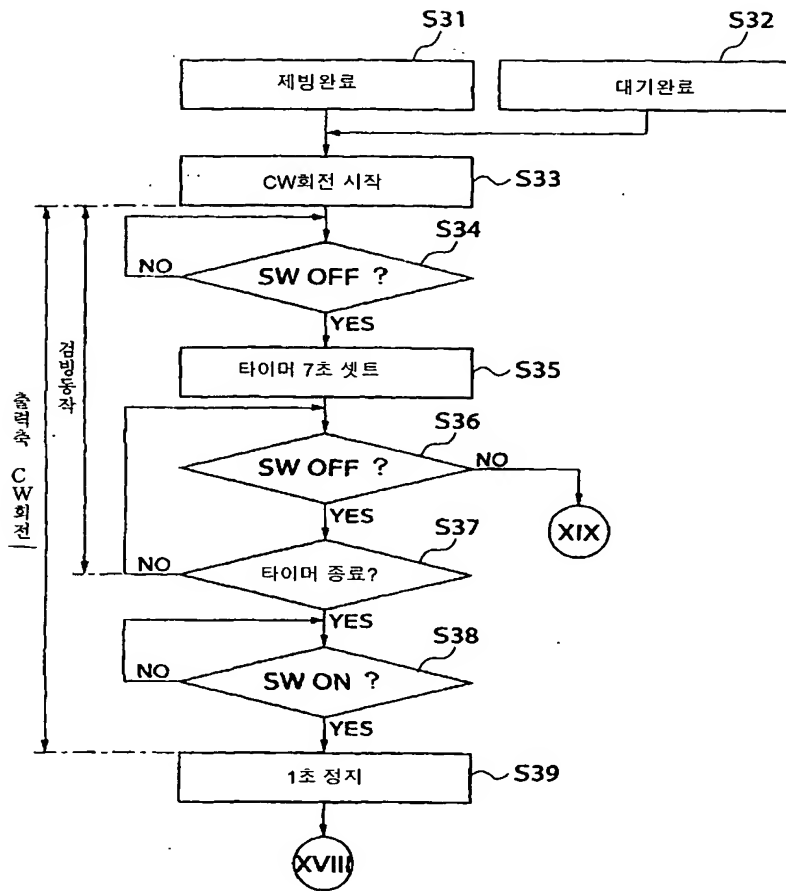 S31
S32
제빙완료
대기완료
CW회전 시작
S33
S34
NO
SW OFF ?
YES
타이머 7초 셋트
S35
S36
SW OFF ?
NO
YES
XIX
S37
NO
타이머 종료?
YES
S38
NO
SW ON ?
YES
1초 정지
S39
XVIII
검빙동작
출력축 CW회전